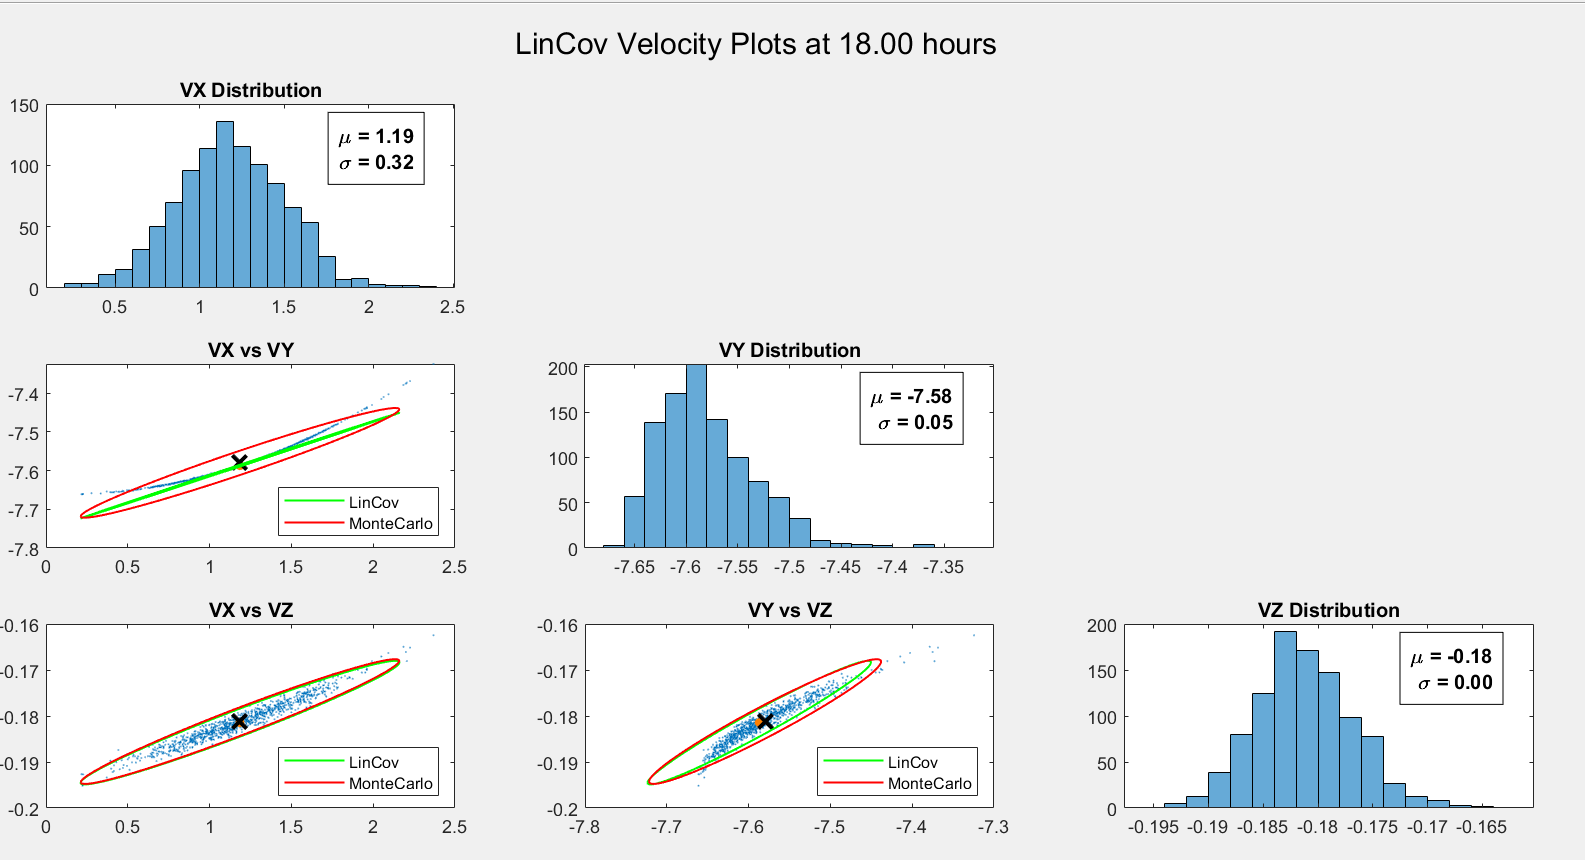 LinCov Velocity Plots at 18.00 hours
VX Distribution
150
100
50
0
0.5 1 1.5 2 2.5
μ = 1.19
σ = 0.32
VX vs VY
-7.4
-7.5
-7.6
-7.7
-7.8
0 0.5 1 1.5 2 2.5
LinCov
MonteCarlo
VY Distribution
200
150
100
50
0
-7.65 -7.6 -7.55 -7.5 -7.45 -7.4 -7.35
μ = -7.58
σ = 0.05
VX vs VZ
-0.16
-0.17
-0.18
-0.19
-0.2
0 0.5 1 1.5 2 2.5
LinCov
MonteCarlo
VY vs VZ
-0.16
-0.17
-0.18
-0.19
-0.2
-7.8 -7.7 -7.6 -7.5 -7.4 -7.3
LinCov
MonteCarlo
VZ Distribution
200
150
100
50
0
-0.195 -0.19 -0.185 -0.18 -0.175 -0.17 -0.165
μ = -0.18
σ = 0.00